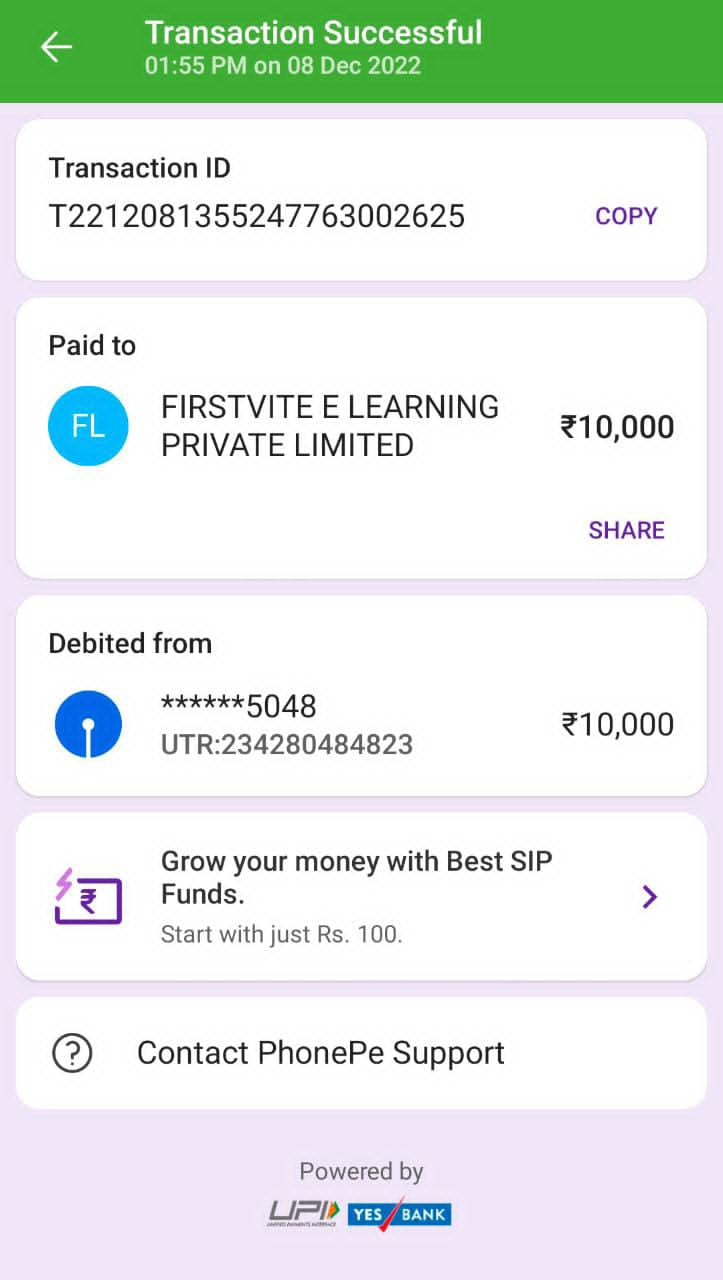 Transaction Successful
01:55 PM on 08 Dec 2022
Transaction ID
T2212081355247763002625
COPY
Paid to
FL
FIRSTVITE E LEARNING
PRIVATE LIMITED
₹10,000
SHARE
Debited from
******5048
₹10,000
UTR:234280484823
Grow your money with Best SIP
Funds.
Start with just Rs. 100.
Contact PhonePe Support
Powered by
UPI
UNIFIED PAYMENTS INTERFACE
YES BANK